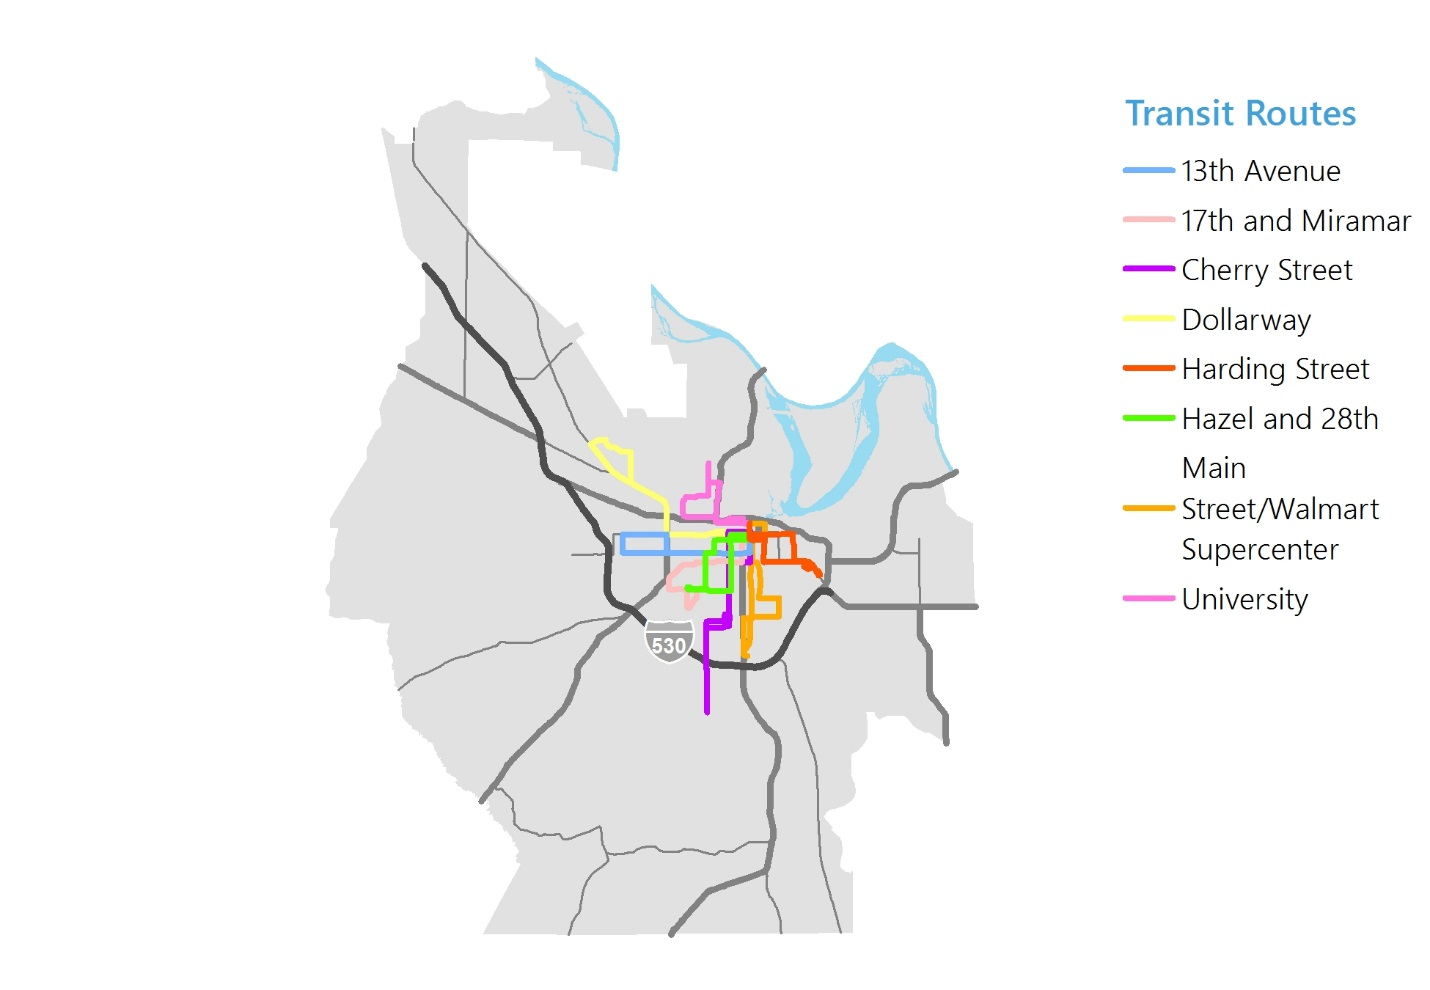 Transit Routes
13th Avenue
17th and Miramar
Cherry Street
Dollarway
Harding Street
Hazel and 28th
Main
Street/Walmart
Supercenter
University
530